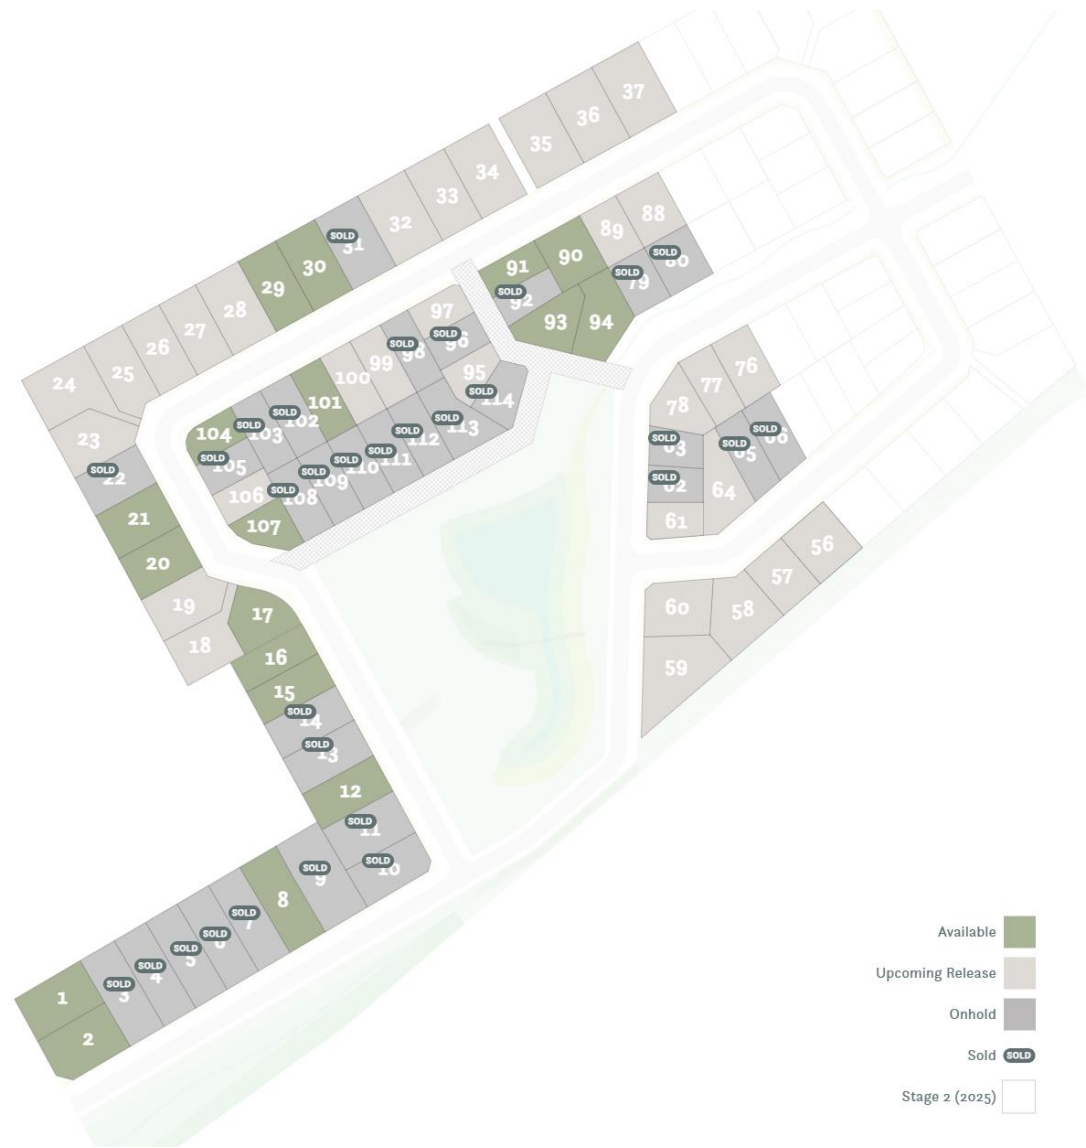 37
36
35
34
33
32
SOLD
31
30
29
28
27
26
25
24
23
SOLD
22
21
20
19
18
88
89
SOLD
80
SOLD
79
90
91
SOLD
92
93
94
97
SOLD
96
SOLD
98
99
95
100
SOLD
114
101
SOLD
102
SOLD
103
104
SOLD
105
106
107
SOLD
108
SOLD
109
SOLD
110
SOLD
111
SOLD
112
SOLD
113
76
77
78
SOLD
63
SOLD
62
61
64
SOLD
65
SOLD
66
56
57
58
60
59
17
16
15
SOLD
14
SOLD
13
12
SOLD
11
SOLD
10
SOLD
9
8
SOLD
7
SOLD
6
SOLD
5
SOLD
4
SOLD
3
1
2
Available
Upcoming Release
Onhold
Sold SOLD
Stage 2 (2025)